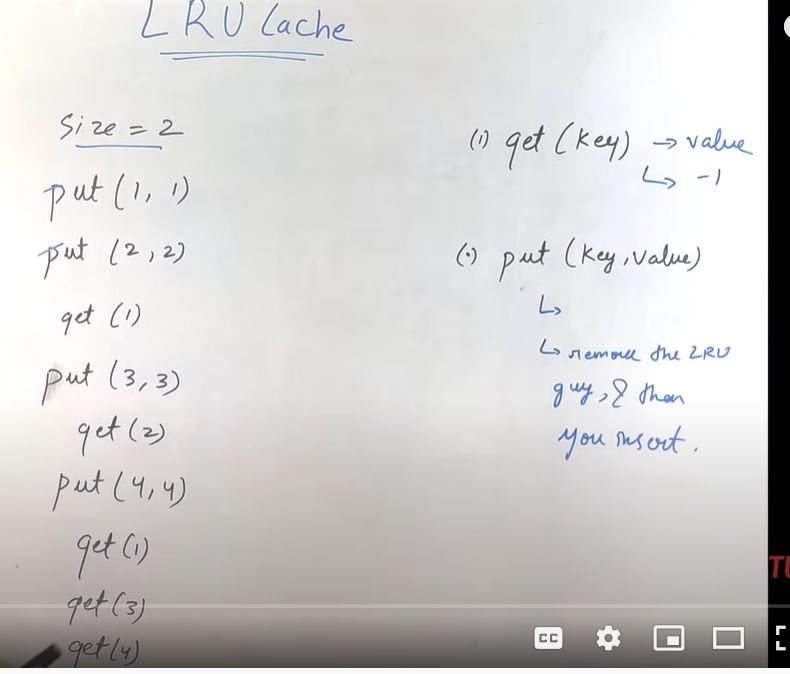 LRU Cache
Size = 2
put (1, 1)
put (2, 2)
get (1)
put (3, 3)
get (2)
put (4, 4)
get (1)
get (3)
get (4)
(1) get (key) → value
↳ -1
(•) put (key, value)
↳
↳ remove the LRU
guy, & then
you insert.
CC